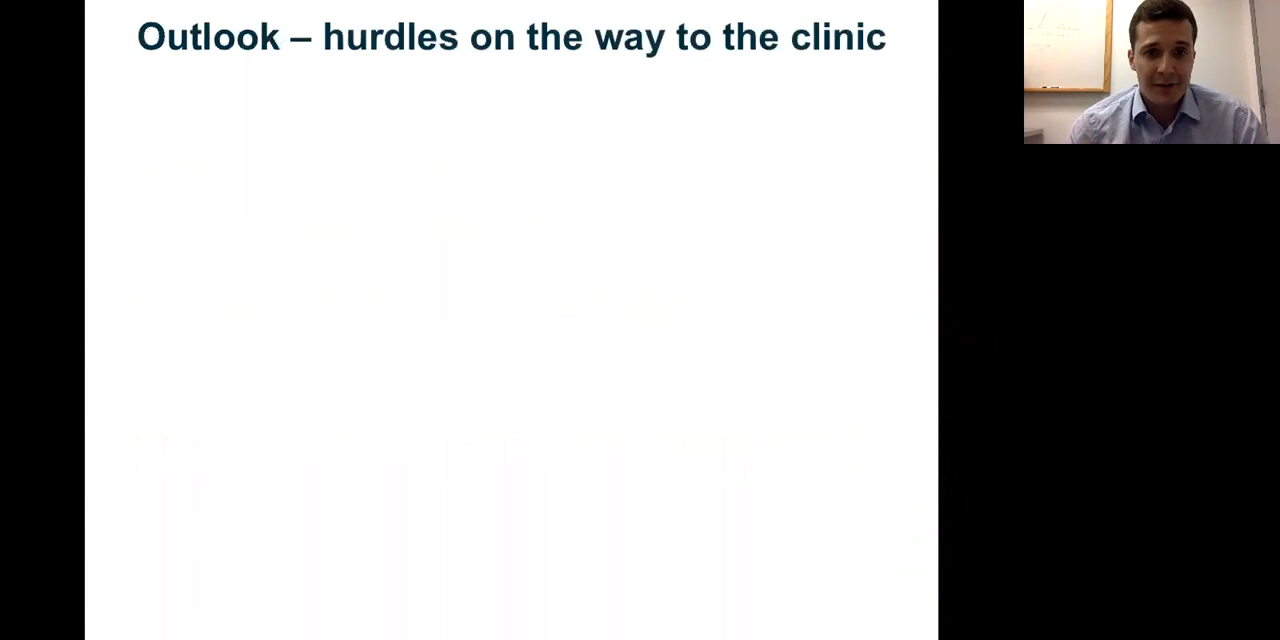 Outlook – hurdles on the way to the clinic